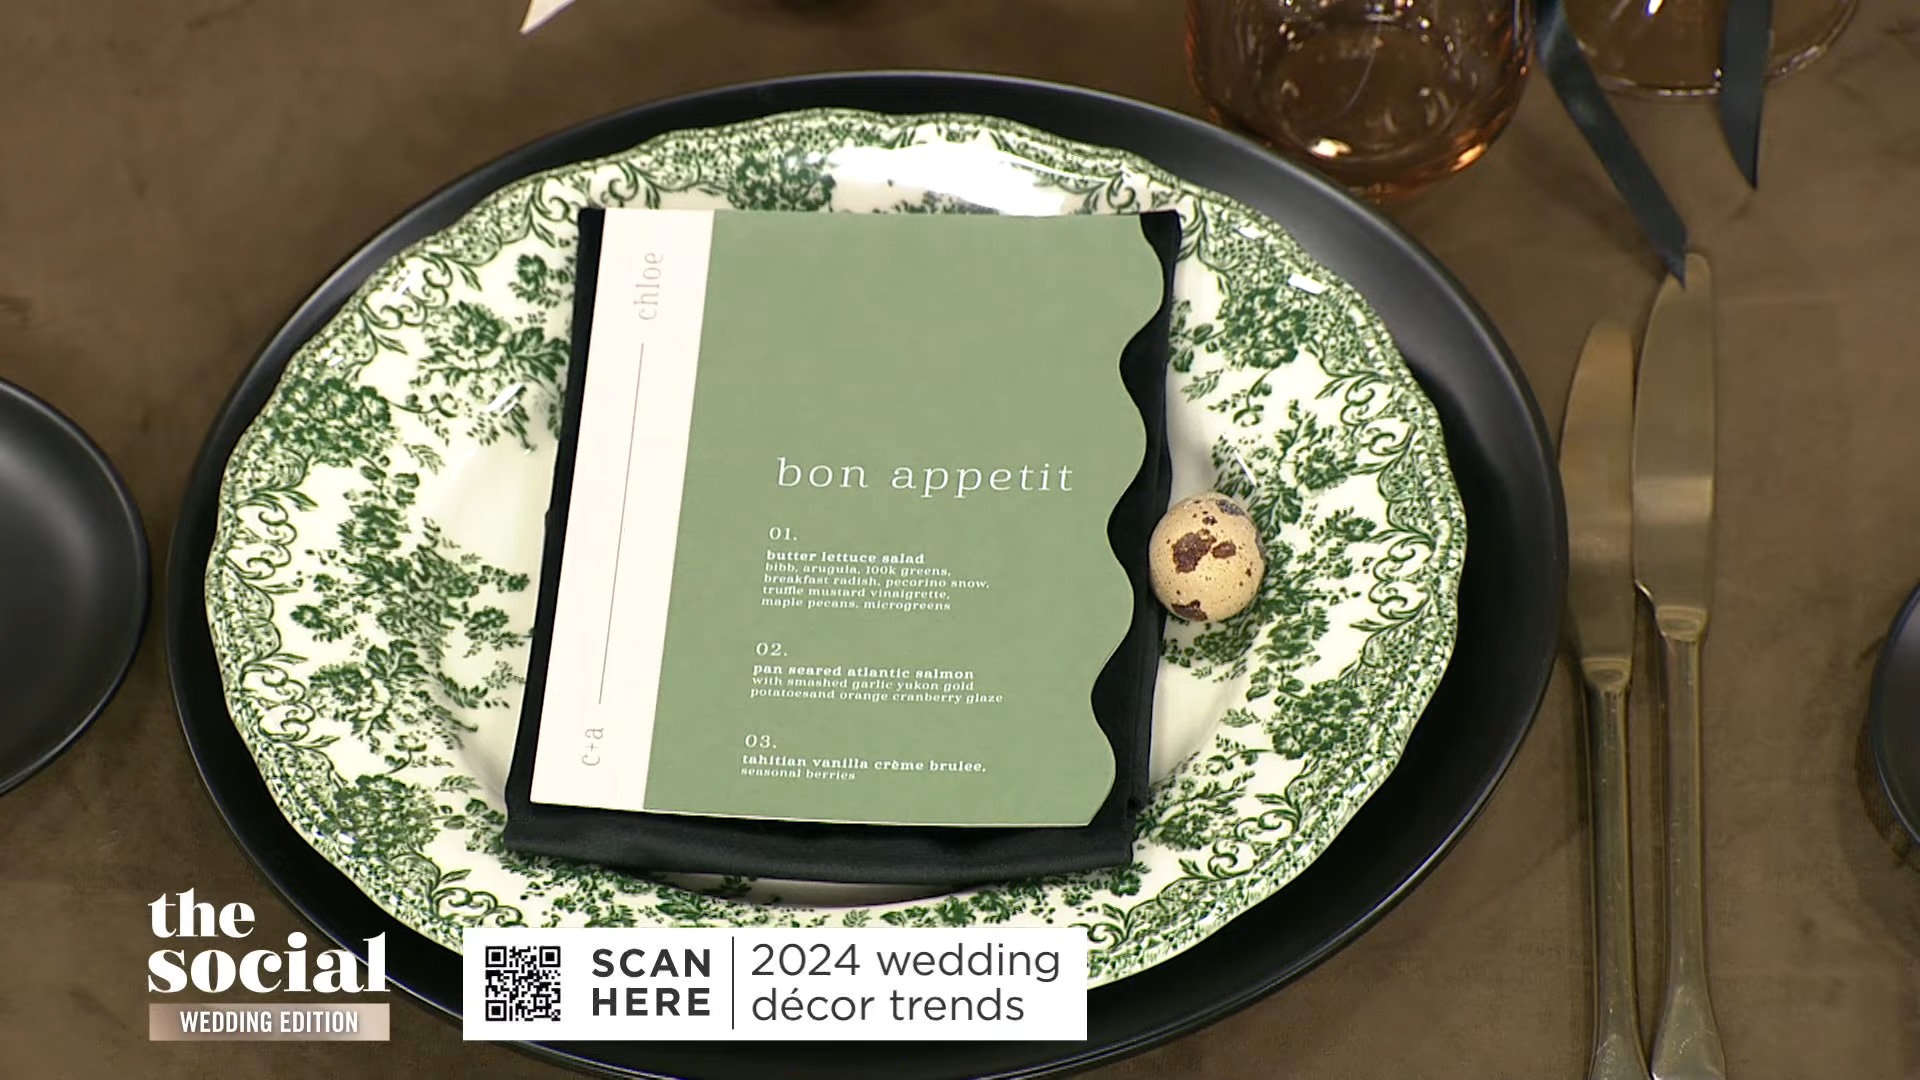 chloe
c+a
bon appetit
01.
butter lettuce salad
bibb, arugula, 100k greens,
breakfast radish, pecorino snow,
truffle mustard vinaigrette,
maple pecans, microgreens
02.
pan seared atlantic salmon
with smashed garlic yukon gold
potatoesand orange cranberry glaze
03.
tahitian vanilla crème brulee,
seasonal berries
the
social
WEDDING EDITION
SCAN
HERE
2024 wedding
décor trends